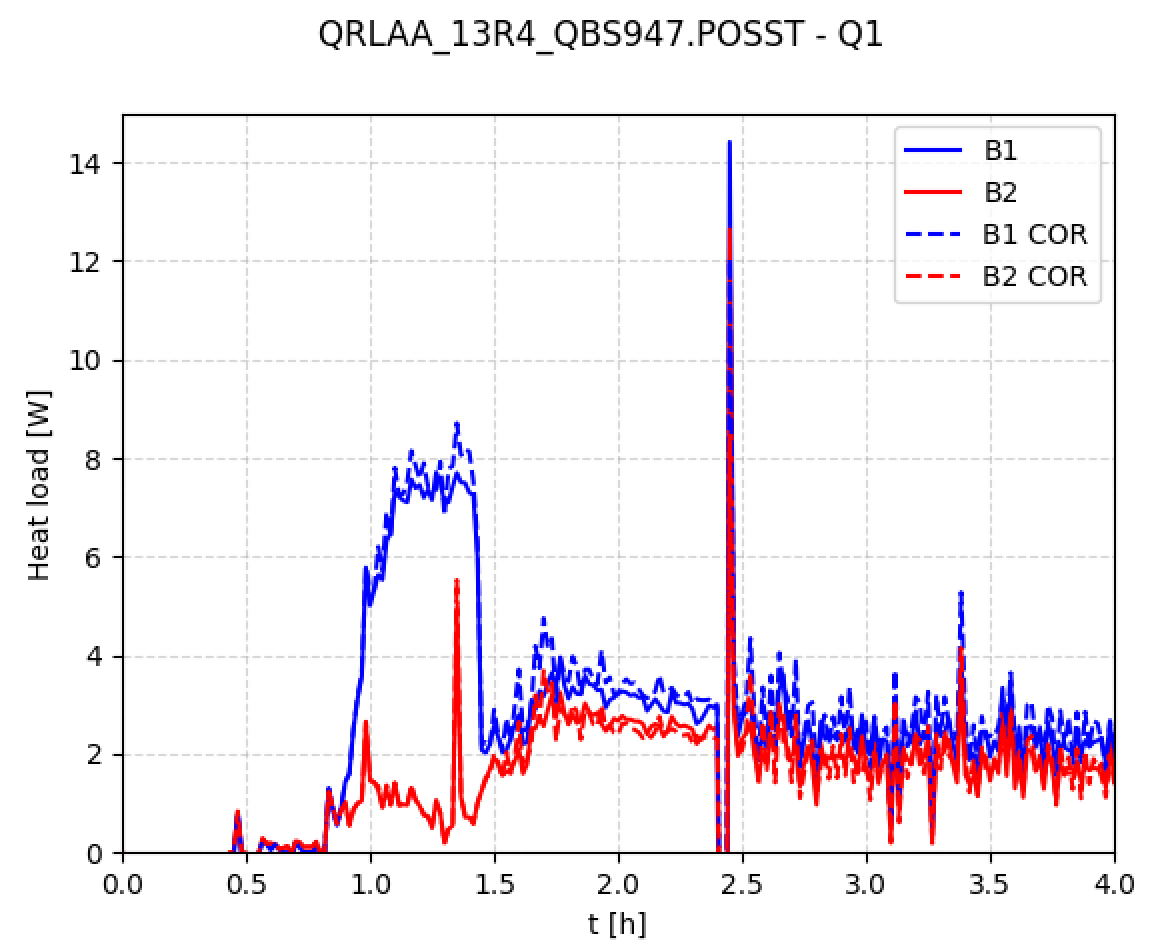 QRLAA_13R4_QBS947.POSST - Q1
B1
B2
B1 COR
B2 COR
14
12
10
8
6
4
2
0
Heat load [W]
0.0 0.5 1.0 1.5 2.0 2.5 3.0 3.5 4.0
t [h]